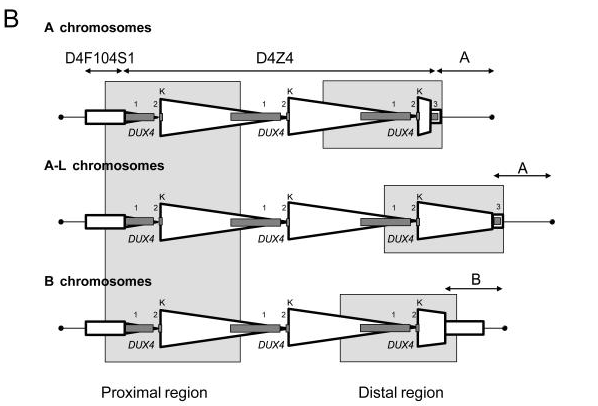 B
A chromosomes
D4F104S1 D4Z4 A
K K K
1 2 1 2 1 2 3
DUX4 DUX4 DUX4
A-L chromosomes
A
K K K
1 2 1 2 1 2 3
DUX4 DUX4 DUX4
B chromosomes
B
K K K
1 2 1 2 1 2
DUX4 DUX4 DUX4
Proximal region Distal region